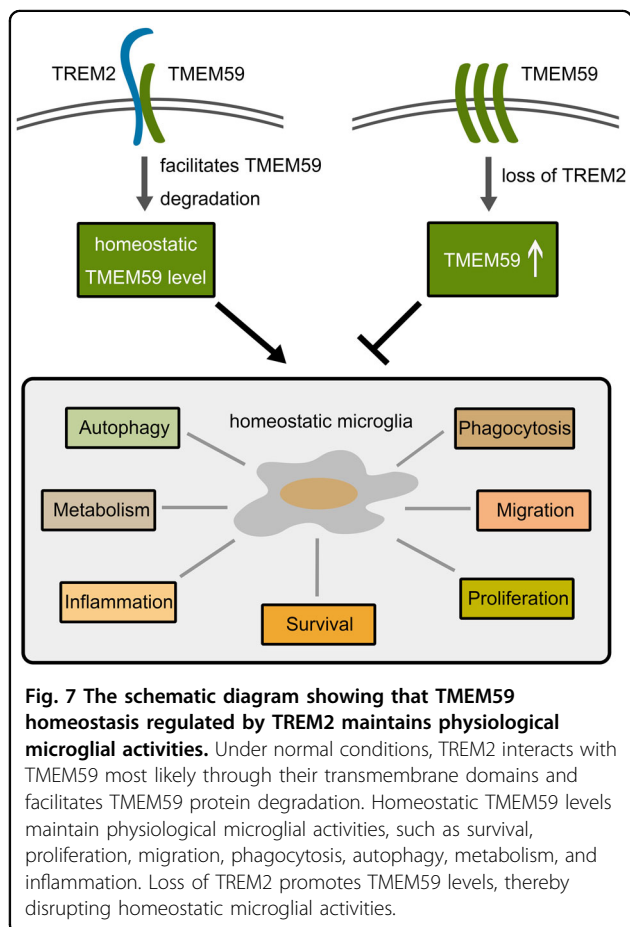 TREM2 TMEM59 TMEM59
facilitates TMEM59
degradation
loss of TREM2
homeostatic
TMEM59 level
TMEM59
homeostatic microglia
Autophagy
Phagocytosis
Metabolism
Migration
Inflammation
Proliferation
Survival
Fig. 7 The schematic diagram showing that TMEM59
homeostasis regulated by TREM2 maintains physiological
microglial activities. Under normal conditions, TREM2 interacts with
TMEM59 most likely through their transmembrane domains and
facilitates TMEM59 protein degradation. Homeostatic TMEM59 levels
maintain physiological microglial activities, such as survival,
proliferation, migration, phagocytosis, autophagy, metabolism, and
inflammation. Loss of TREM2 promotes TMEM59 levels, thereby
disrupting homeostatic microglial activities.